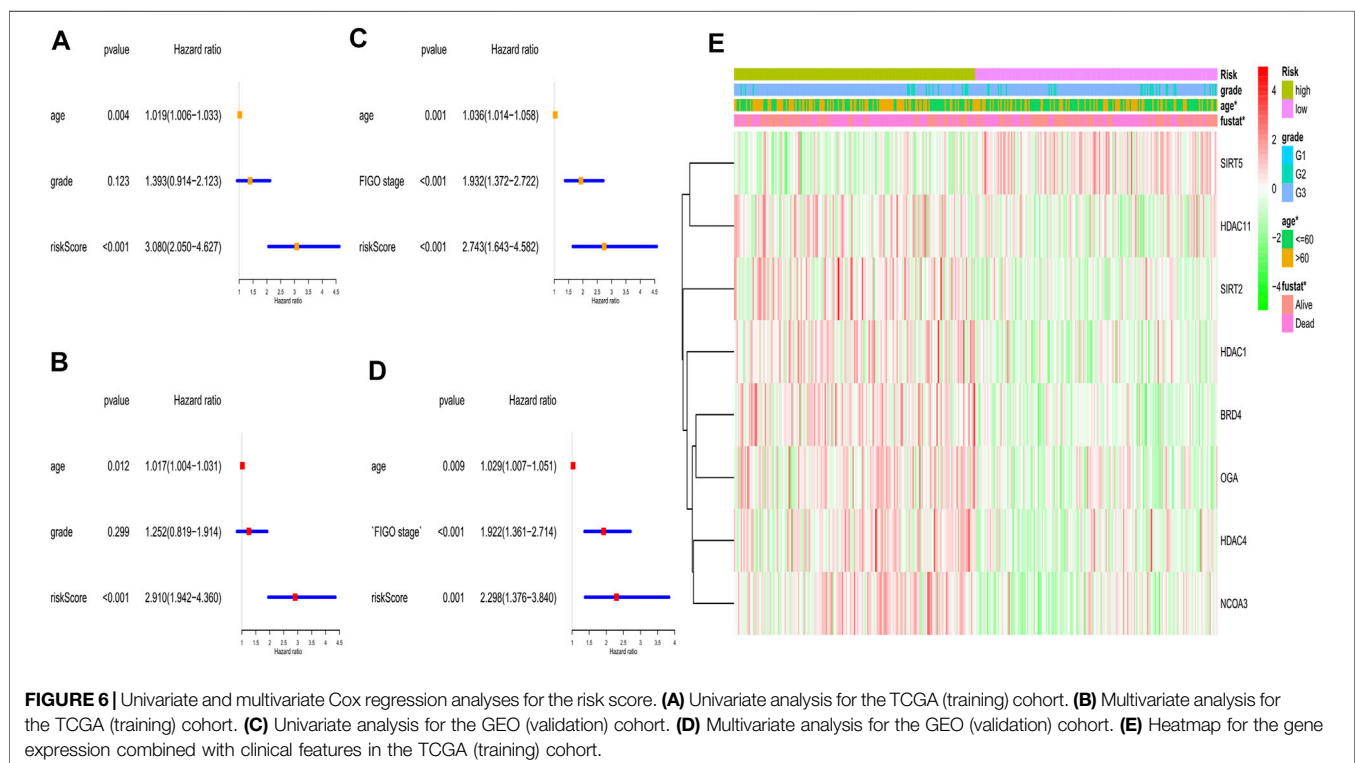 A
pvalue Hazard ratio
age 0.004 1.019(1.006−1.033)
grade 0.123 1.393(0.914−2.123)
riskScore <0.001 3.080(2.050−4.627)
1 1.5 2 2.5 3 3.5 4 4.5
Hazard ratio
B
pvalue Hazard ratio
age 0.012 1.017(1.004−1.031)
grade 0.299 1.252(0.819−1.914)
riskScore <0.001 2.910(1.942−4.360)
1 1.5 2 2.5 3 3.5 4 4.5
Hazard ratio
C
pvalue Hazard ratio
age 0.001 1.036(1.014−1.058)
FIGO stage <0.001 1.932(1.372−2.722)
riskScore <0.001 2.743(1.643−4.582)
1 1.5 2 2.5 3 3.5 4 4.5
Hazard ratio
D
pvalue Hazard ratio
age 0.009 1.029(1.007−1.051)
`FIGO stage` <0.001 1.922(1.361−2.714)
riskScore 0.001 2.298(1.376−3.840)
1 1.5 2 2.5 3 3.5 4
Hazard ratio
E
Risk
grade
age*
fustat*
SIRT5
HDAC11
SIRT2
HDAC1
BRD4
OGA
HDAC4
NCOA3
4
2
0
−2
−4
Risk
high
low
grade
G1
G2
G3
age*
<=60
>60
fustat*
Alive
Dead
FIGURE 6 | Univariate and multivariate Cox regression analyses for the risk score. (A) Univariate analysis for the TCGA (training) cohort. (B) Multivariate analysis for
the TCGA (training) cohort. (C) Univariate analysis for the GEO (validation) cohort. (D) Multivariate analysis for the GEO (validation) cohort. (E) Heatmap for the gene
expression combined with clinical features in the TCGA (training) cohort.